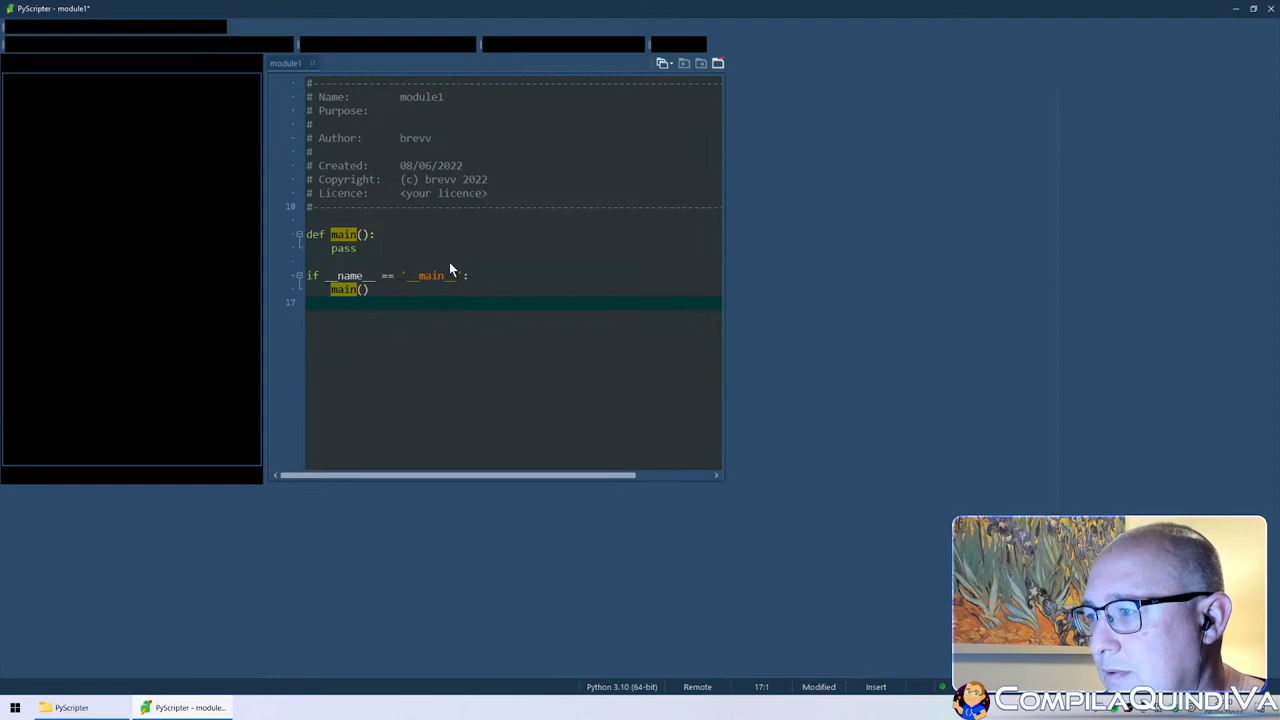 PyScripter - module1*
module1
#---------------------------------------------------------------
# Name:        module1
# Purpose:
#
# Author:      brevv
#
# Created:     08/06/2022
# Copyright:   (c) brevv 2022
# Licence:     <your licence>
10 #---------------------------------------------------------------
def main():
    pass
if __name__ == '__main__':
    main()
17
Python 3.10 (64-bit) Remote 17:1 Modified Insert
CompilaQuindiVa
PyScripter PyScripter - module...